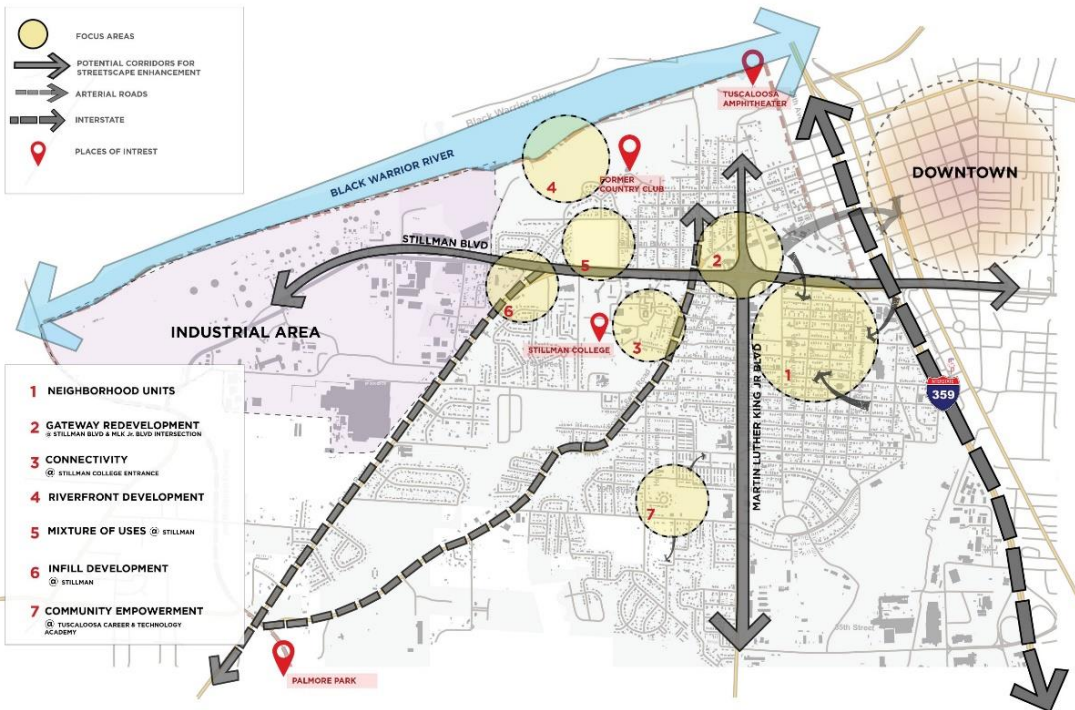 FOCUS AREAS
POTENTIAL CORRIDORS FOR
STREETSCAPE ENHANCEMENT
ARTERIAL ROADS
INTERSTATE
PLACES OF INTREST
Black Warrior River
BLACK WARRIOR RIVER
TUSCALOOSA
AMPHITHEATER
FORMER
COUNTRY CLUB
DOWNTOWN
STILLMAN BLVD
INDUSTRIAL AREA
STILLMAN COLLEGE
MARTIN LUTHER KING JR BLVD
INTERSTATE
359
4
5
2
6
3
1
7
15th Street
PALMORE PARK
1 NEIGHBORHOOD UNITS
2 GATEWAY REDEVELOPMENT
@ STILLMAN BLVD & MLK Jr. BLVD INTERSECTION
3 CONNECTIVITY
@ STILLMAN COLLEGE ENTRANCE
4 RIVERFRONT DEVELOPMENT
5 MIXTURE OF USES @ STILLMAN
6 INFILL DEVELOPMENT
@ STILLMAN
7 COMMUNITY EMPOWERMENT
@ TUSCALOOSA CAREER & TECHNOLOGY
ACADEMY